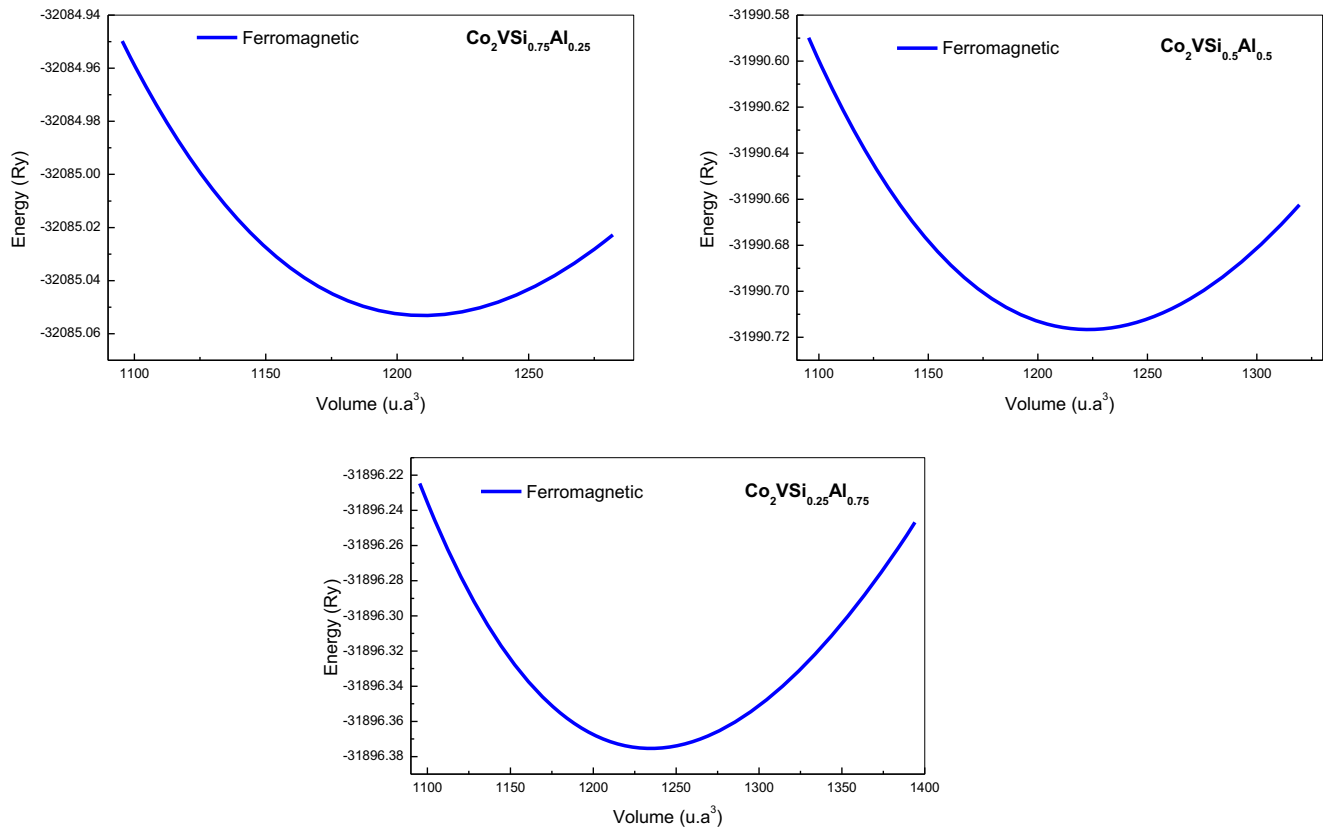 -32084.94
-32084.96
-32084.98
-32085.00
-32085.02
-32085.04
-32085.06
Energy (Ry)
Ferromagnetic
Co₂VSi₀.₇₅Al₀.₂₅
1100 1150 1200 1250
Volume (u.a³)
-31990.58
-31990.60
-31990.62
-31990.64
-31990.66
-31990.68
-31990.70
-31990.72
Energy (Ry)
Ferromagnetic
Co₂VSi₀.₅Al₀.₅
1100 1150 1200 1250 1300
Volume (u.a³)
-31896.22
-31896.24
-31896.26
-31896.28
-31896.30
-31896.32
-31896.34
-31896.36
-31896.38
Energy (Ry)
Ferromagnetic
Co₂VSi₀.₂₅Al₀.₇₅
1100 1150 1200 1250 1300 1350 1400
Volume (u.a³)